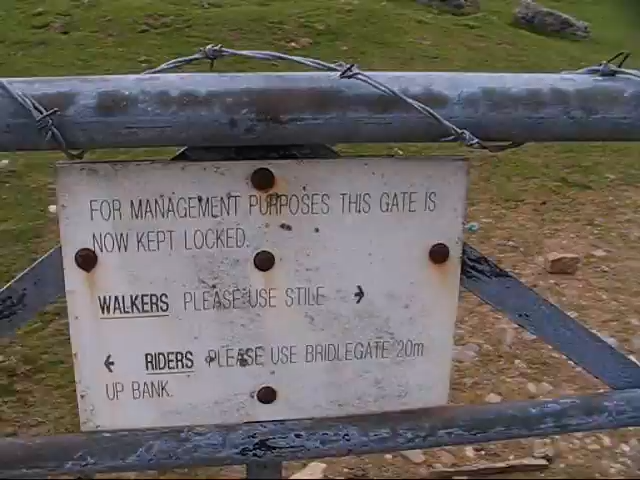 FOR MANAGEMENT PURPOSES THIS GATE IS
NOW KEPT LOCKED.
WALKERS PLEASE USE STILE →
← RIDERS PLEASE USE BRIDLEGATE 20m
UP BANK.